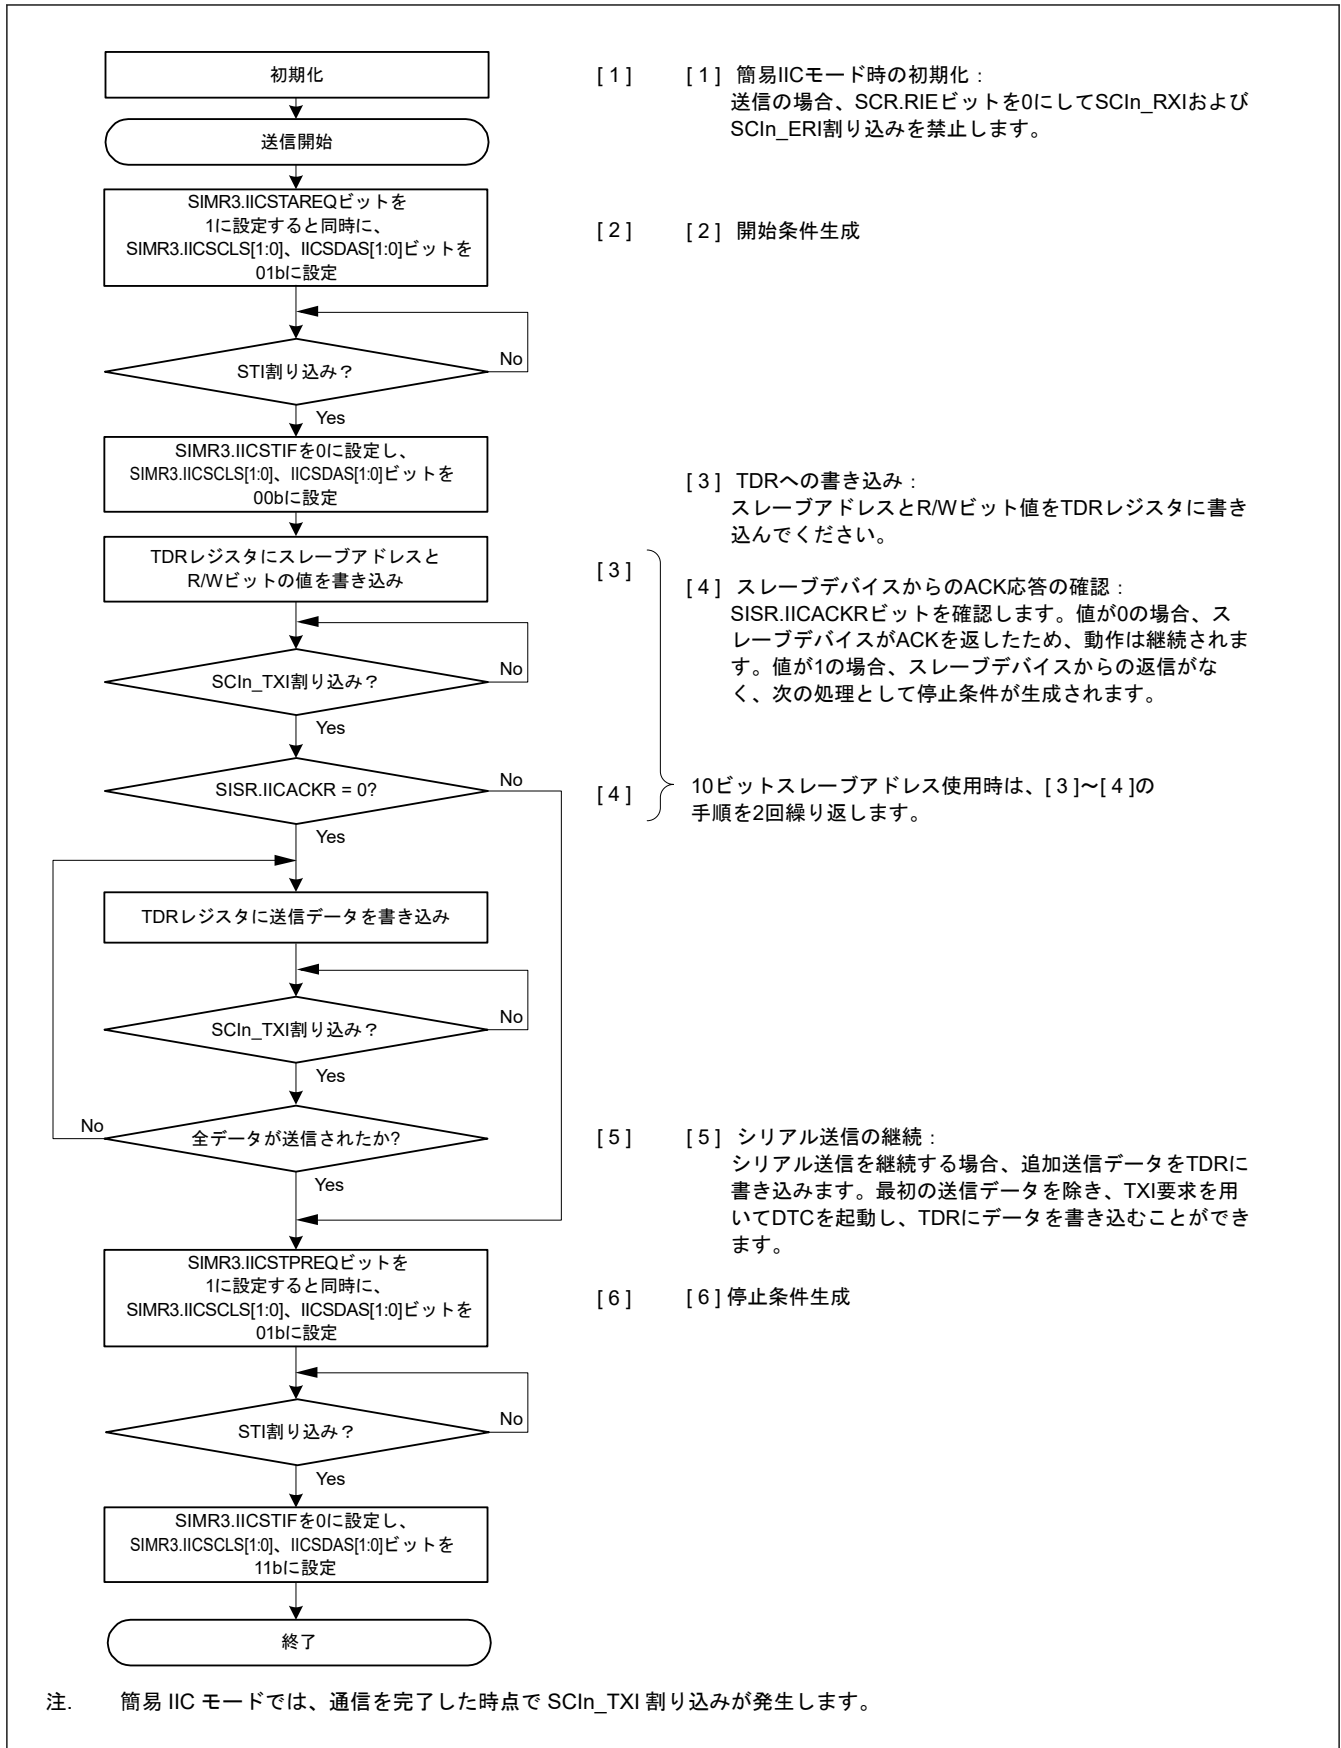 初期化
[ 1 ]
[ 1 ] 簡易IICモード時の初期化：
送信の場合、SCR.RIEビットを0にしてSCIn_RXIおよび
SCIn_ERI割り込みを禁止します。
送信開始
SIMR3.IICSTAREQビットを
1に設定すると同時に、
SIMR3.IICSCLS[1:0]、IICSDAS[1:0]ビットを
01bに設定
[ 2 ]
[ 2 ] 開始条件生成
STI割り込み？
No
Yes
SIMR3.IICSTIFを0に設定し、
SIMR3.IICSCLS[1:0]、IICSDAS[1:0]ビットを
00bに設定
[ 3 ] TDRへの書き込み：
スレーブアドレスとR/Wビット値をTDRレジスタに書き
込んでください。
TDRレジスタにスレーブアドレスと
R/Wビットの値を書き込み
[ 3 ]
[ 4 ] スレーブデバイスからのACK応答の確認：
SISR.IICACKRビットを確認します。値が0の場合、ス
レーブデバイスがACKを返したため、動作は継続されま
す。値が1の場合、スレーブデバイスからの返信がな
く、次の処理として停止条件が生成されます。
SCIn_TXI割り込み？
No
Yes
SISR.IICACKR = 0?
No
[ 4 ]
10ビットスレーブアドレス使用時は、[ 3 ]～[ 4 ]の
手順を2回繰り返します。
Yes
TDRレジスタに送信データを書き込み
SCIn_TXI割り込み？
No
Yes
No
全データが送信されたか?
[ 5 ]
[ 5 ] シリアル送信の継続：
シリアル送信を継続する場合、追加送信データをTDRに
書き込みます。最初の送信データを除き、TXI要求を用
いてDTCを起動し、TDRにデータを書き込むことができ
ます。
Yes
SIMR3.IICSTPREQビットを
1に設定すると同時に、
SIMR3.IICSCLS[1:0]、IICSDAS[1:0]ビットを
01bに設定
[ 6 ]
[ 6 ] 停止条件生成
STI割り込み？
No
Yes
SIMR3.IICSTIFを0に設定し、
SIMR3.IICSCLS[1:0]、IICSDAS[1:0]ビットを
11bに設定
終了
注. 簡易 IIC モードでは、通信を完了した時点で SCIn_TXI 割り込みが発生します。